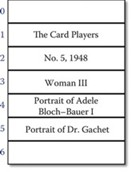 0
1
The Card Players
2
No. 5, 1948
3
Woman III
4
Portrait of Adele
Bloch–Bauer I
5
Portrait of Dr. Gachet
6